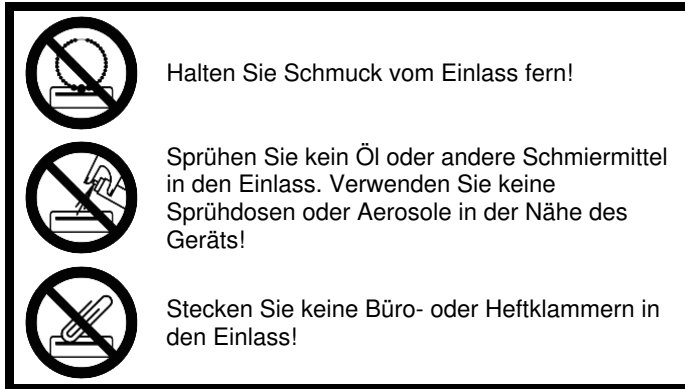 Halten Sie Schmuck vom Einlass fern!
Sprühen Sie kein Öl oder andere Schmiermittel
in den Einlass. Verwenden Sie keine
Sprühdosen oder Aerosole in der Nähe des
Geräts!
Stecken Sie keine Büro- oder Heftklammern in
den Einlass!